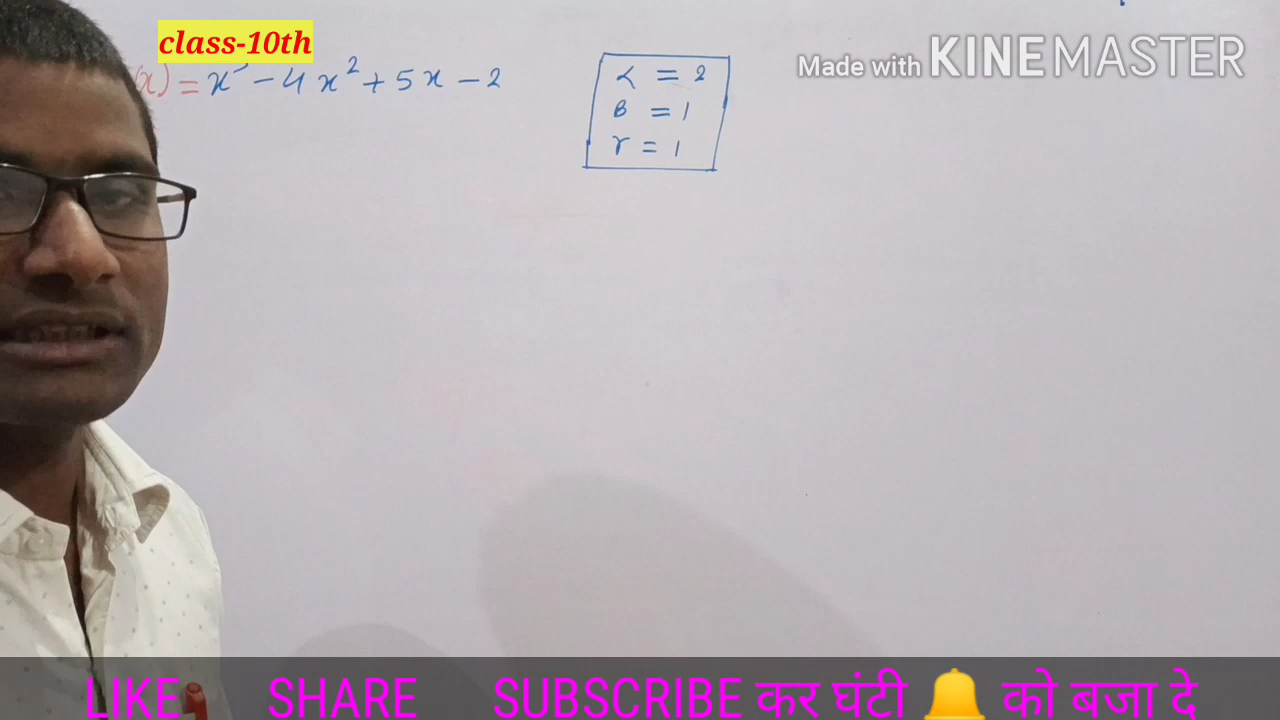 class-10th
Made with KINEMASTER
(x) = x³ - 4x² + 5x - 2
α = 2
β = 1
γ = 1
LIKE SHARE SUBSCRIBE कर घंटी 🔔 को बजा दे